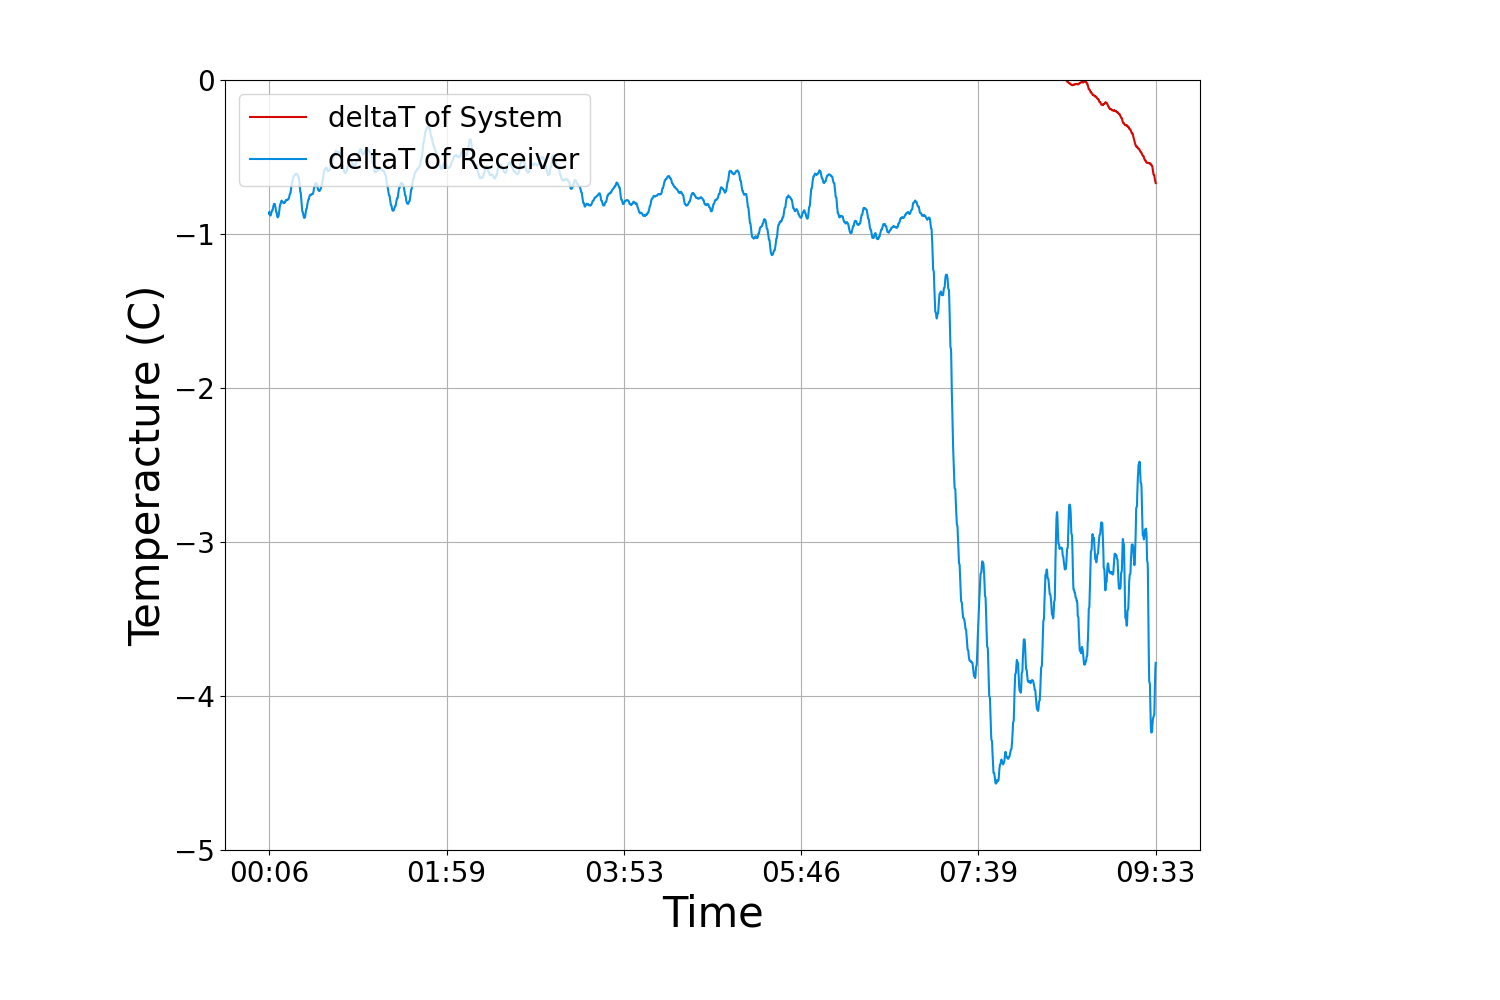 0
−1
−2
−3
−4
−5
deltaT of System
deltaT of Receiver
Temperacture (C)
00:06 01:59 03:53 05:46 07:39 09:33
Time